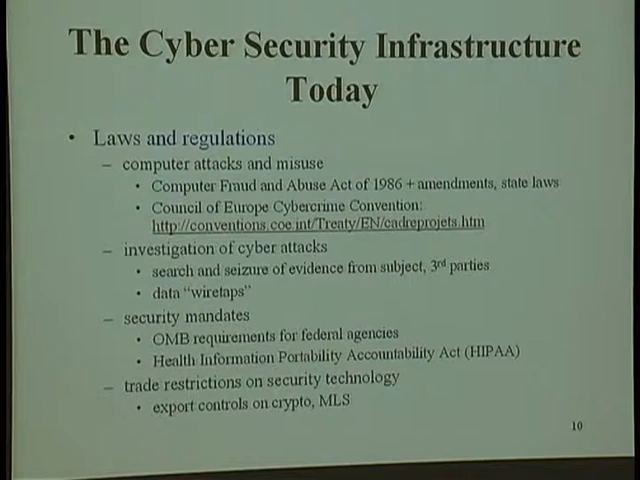 The Cyber Security Infrastructure
Today
• Laws and regulations
– computer attacks and misuse
• Computer Fraud and Abuse Act of 1986 + amendments, state laws
• Council of Europe Cybercrime Convention:
http://conventions.coe.int/Treaty/EN/cadreprojets.htm
– investigation of cyber attacks
• search and seizure of evidence from subject, 3rd parties
• data “wiretaps”
– security mandates
• OMB requirements for federal agencies
• Health Information Portability Accountability Act (HIPAA)
– trade restrictions on security technology
• export controls on crypto, MLS
10